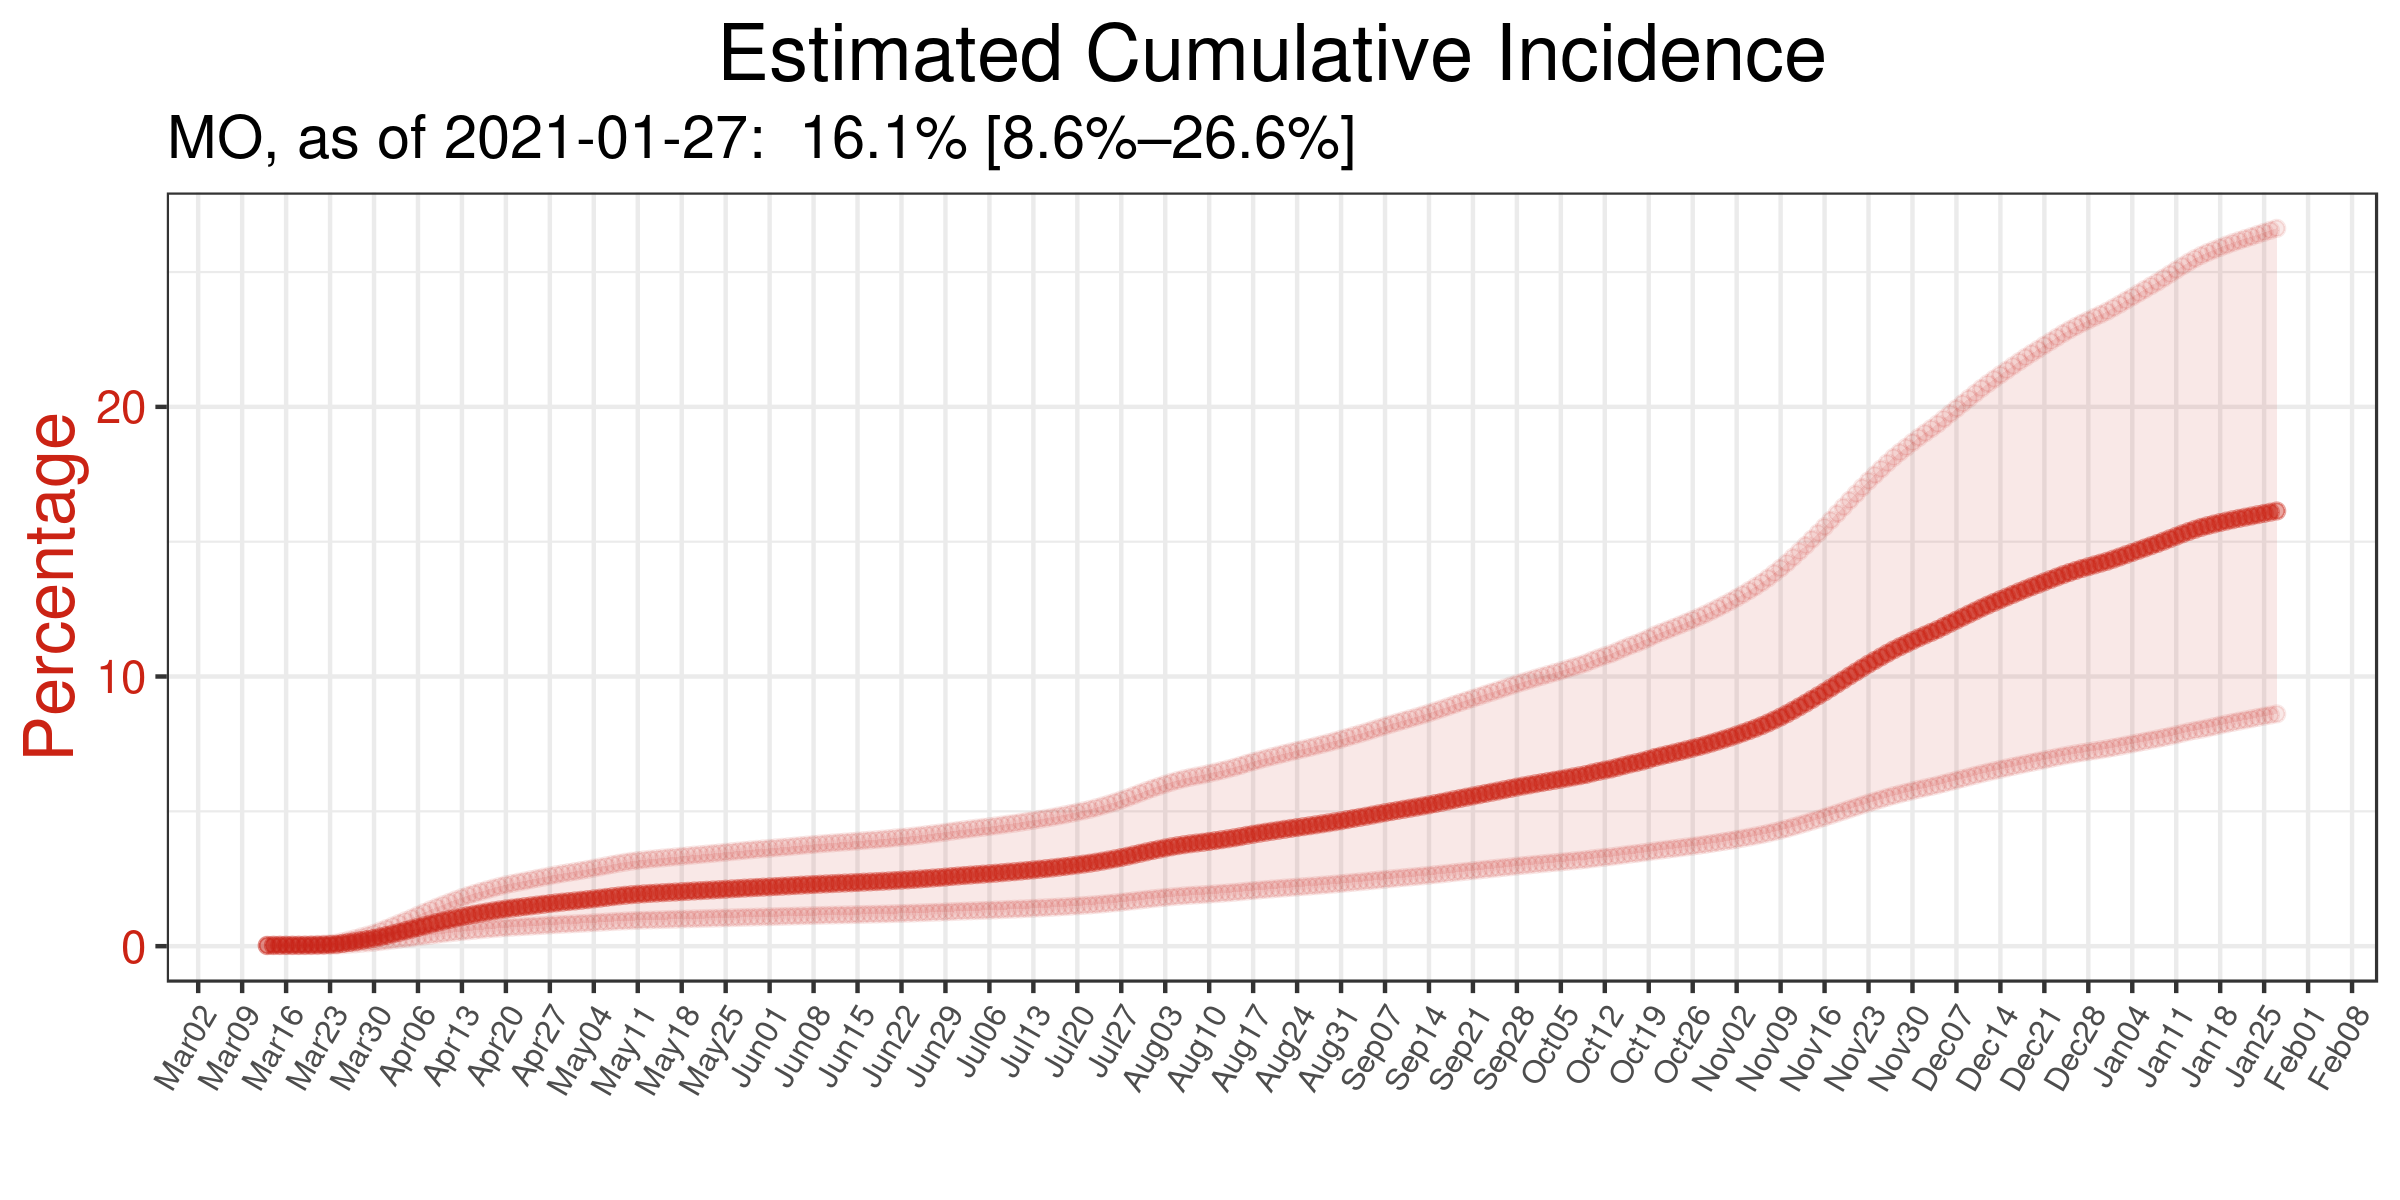 Estimated Cumulative Incidence
MO, as of 2021-01-27:  16.1% [8.6%–26.6%]
Percentage
20
10
0
Mar02
Mar09
Mar16
Mar23
Mar30
Apr06
Apr13
Apr20
Apr27
May04
May11
May18
May25
Jun01
Jun08
Jun15
Jun22
Jun29
Jul06
Jul13
Jul20
Jul27
Aug03
Aug10
Aug17
Aug24
Aug31
Sep07
Sep14
Sep21
Sep28
Oct05
Oct12
Oct19
Oct26
Nov02
Nov09
Nov16
Nov23
Nov30
Dec07
Dec14
Dec21
Dec28
Jan04
Jan11
Jan18
Jan25
Feb01
Feb08